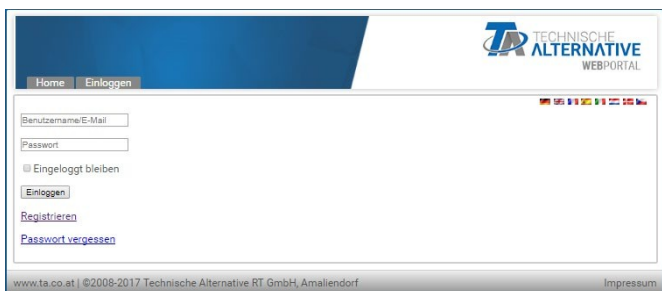 TECHNISCHE
ALTERNATIVE
WEBPORTAL
Home Einloggen
Benutzername/E-Mail
Passwort
Eingeloggt bleiben
Einloggen
Registrieren
Passwort vergessen
www.ta.co.at | ©2008-2017 Technische Alternative RT GmbH, Amaliendorf Impressum